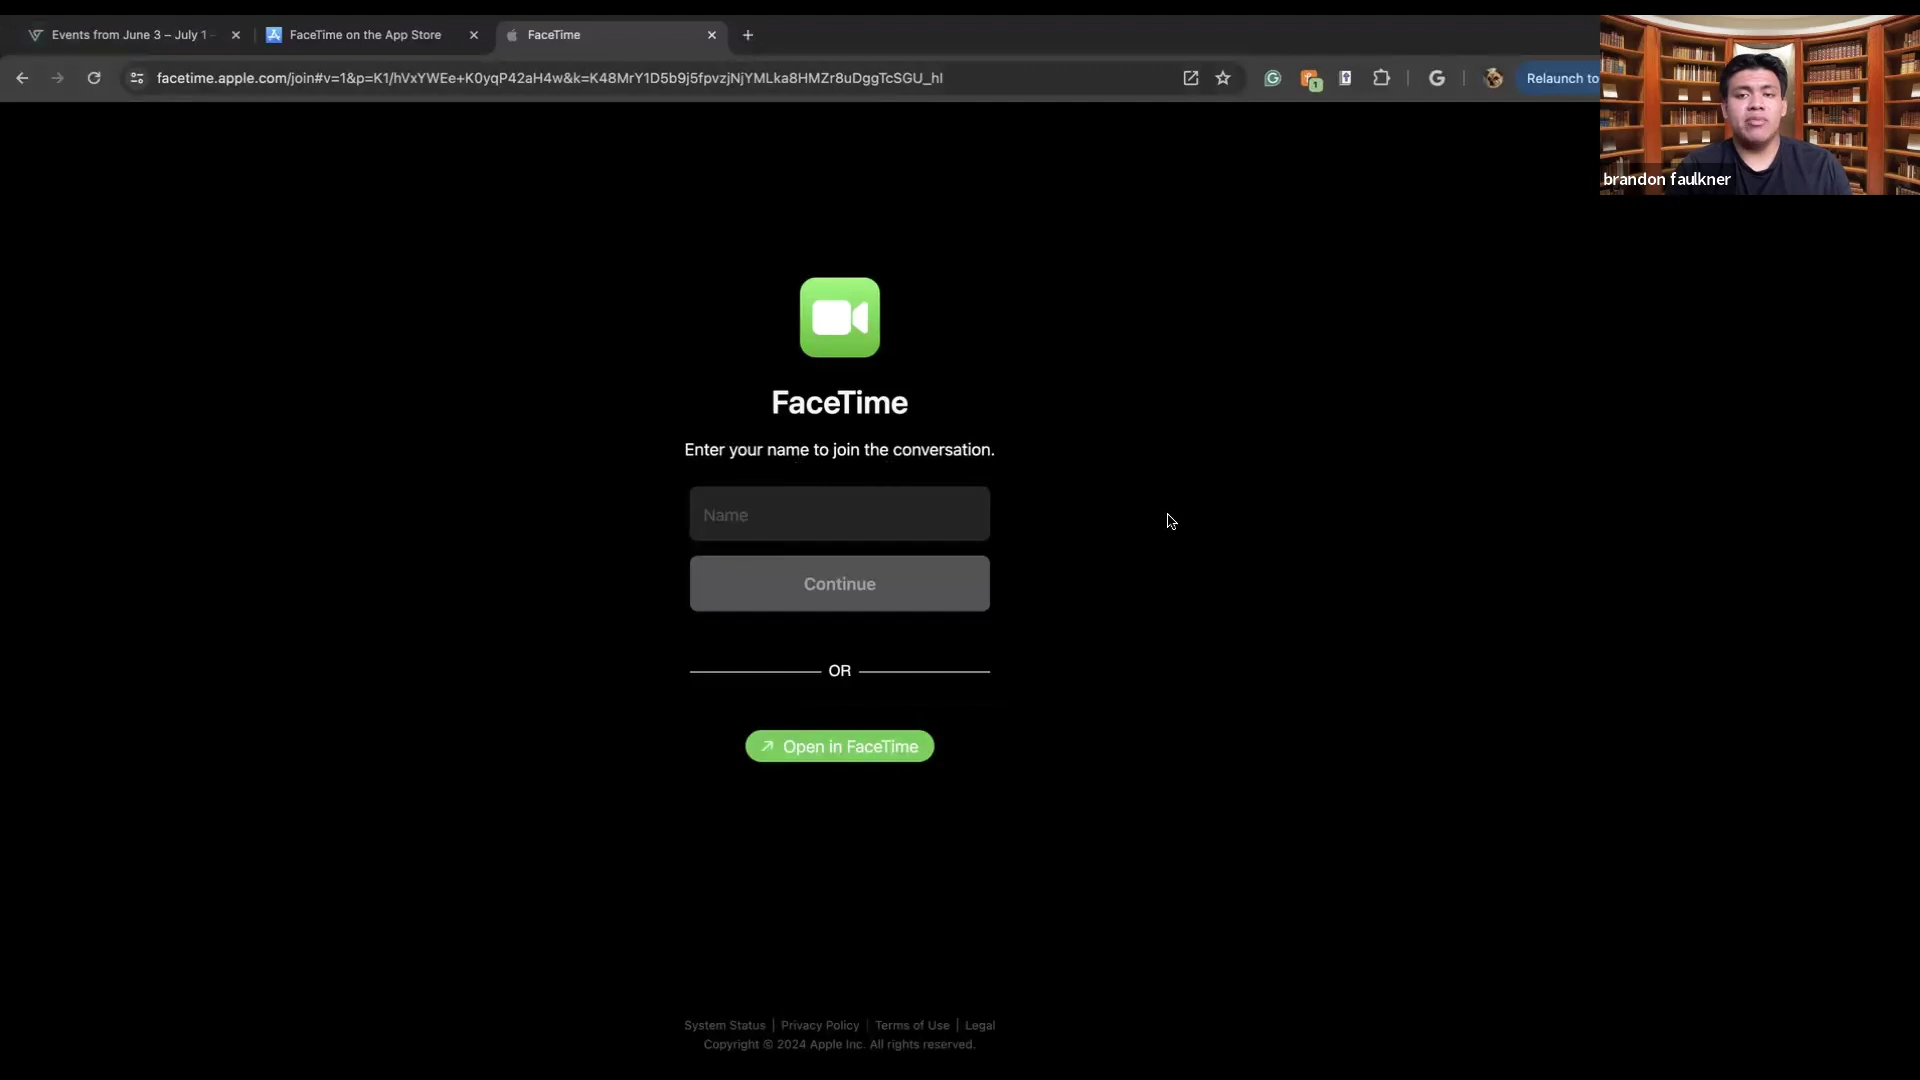 Events from June 3 – July 1 –
FaceTime on the App Store
FaceTime
facetime.apple.com/join#v=1&p=K1/hVxYWEe+K0yqP42aH4w&k=K48MrY1D5b9j5fpvzjNjYMLka8HMZr8uDggTcSGU_hI
1
G
Relaunch to
brandon faulkner
FaceTime
Enter your name to join the conversation.
Name
Continue
OR
Open in FaceTime
System Status | Privacy Policy | Terms of Use | Legal
Copyright © 2024 Apple Inc. All rights reserved.